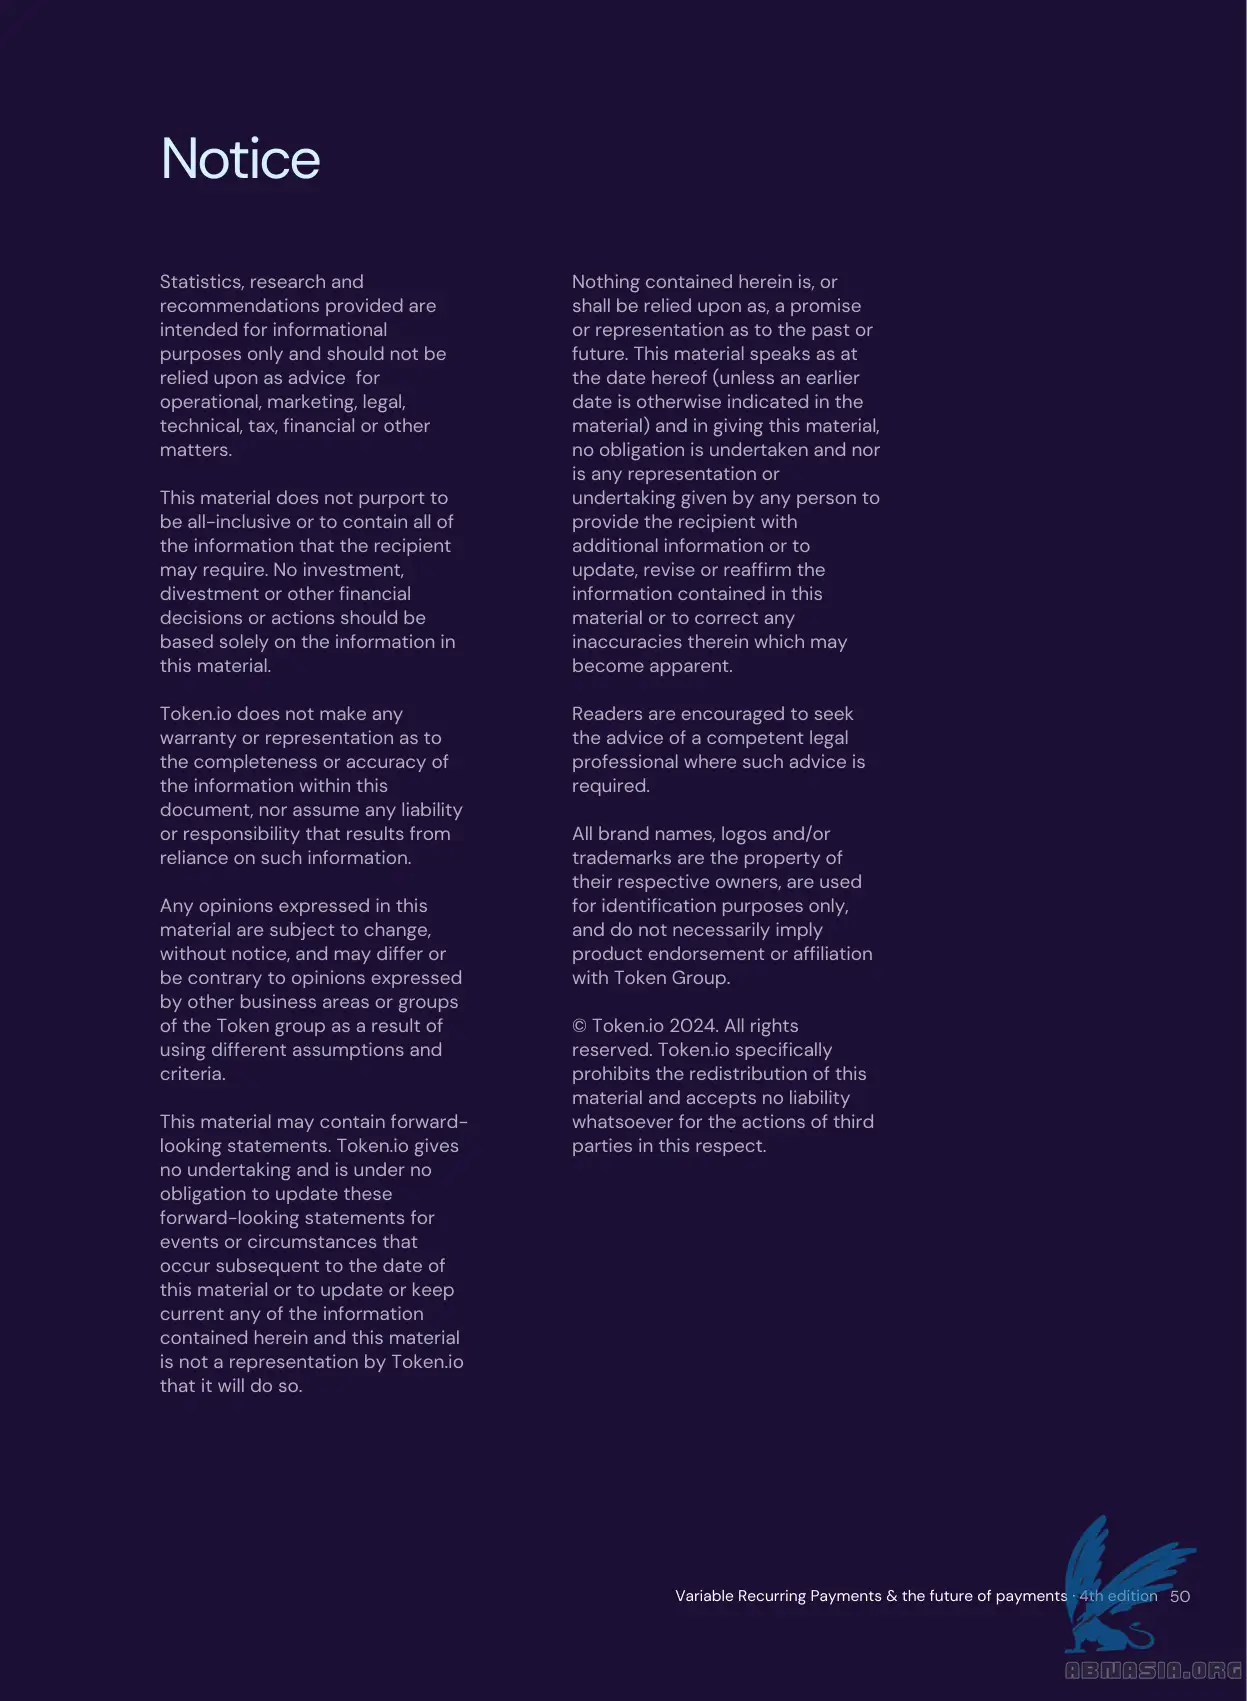 Notice
Statistics, research and
recommendations provided are
intended for informational
purposes only and should not be
relied upon as advice  for
operational, marketing, legal,
technical, tax, financial or other
matters.
This material does not purport to
be all-inclusive or to contain all of
the information that the recipient
may require. No investment,
divestment or other financial
decisions or actions should be
based solely on the information in
this material.
Token.io does not make any
warranty or representation as to
the completeness or accuracy of
the information within this
document, nor assume any liability
or responsibility that results from
reliance on such information.
Any opinions expressed in this
material are subject to change,
without notice, and may differ or
be contrary to opinions expressed
by other business areas or groups
of the Token group as a result of
using different assumptions and
criteria.
This material may contain forward-
looking statements. Token.io gives
no undertaking and is under no
obligation to update these
forward-looking statements for
events or circumstances that
occur subsequent to the date of
this material or to update or keep
current any of the information
contained herein and this material
is not a representation by Token.io
that it will do so.
Nothing contained herein is, or
shall be relied upon as, a promise
or representation as to the past or
future. This material speaks as at
the date hereof (unless an earlier
date is otherwise indicated in the
material) and in giving this material,
no obligation is undertaken and nor
is any representation or
undertaking given by any person to
provide the recipient with
additional information or to
update, revise or reaffirm the
information contained in this
material or to correct any
inaccuracies therein which may
become apparent.
Readers are encouraged to seek
the advice of a competent legal
professional where such advice is
required.
All brand names, logos and/or
trademarks are the property of
their respective owners, are used
for identification purposes only,
and do not necessarily imply
product endorsement or affiliation
with Token Group.
© Token.io 2024. All rights
reserved. Token.io specifically
prohibits the redistribution of this
material and accepts no liability
whatsoever for the actions of third
parties in this respect.
Variable Recurring Payments & the future of payments · 4th edition 50
ABNASIA.ORG